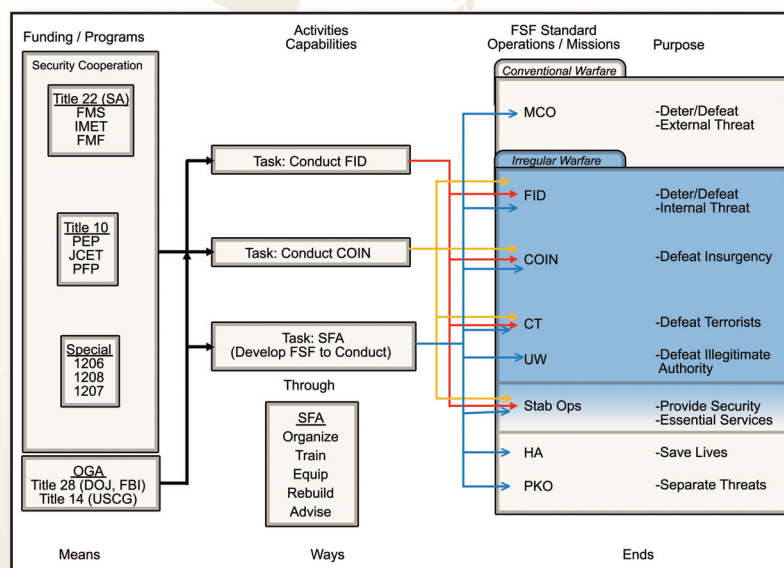 Funding / Programs
Activities
Capabilities
FSF Standard
Operations / Missions
Purpose
Security Cooperation
Title 22 (SA)
FMS
IMET
FMF
Title 10
PEP
JCET
PFP
Special
1206
1208
1207
OGA
Title 28 (DOJ, FBI)
Title 14 (USCG)
Means
Task: Conduct FID
Task: Conduct COIN
Task: SFA
(Develop FSF to Conduct)
Through
SFA
Organize
Train
Equip
Rebuild
Advise
Ways
Conventional Warfare
MCO
-Deter/Defeat
-External Threat
Irregular Warfare
FID
-Deter/Defeat
-Internal Threat
COIN
-Defeat Insurgency
CT
-Defeat Terrorists
UW
-Defeat Illegitimate
Authority
Stab Ops
-Provide Security
-Essential Services
HA
-Save Lives
PKO
-Separate Threats
Ends